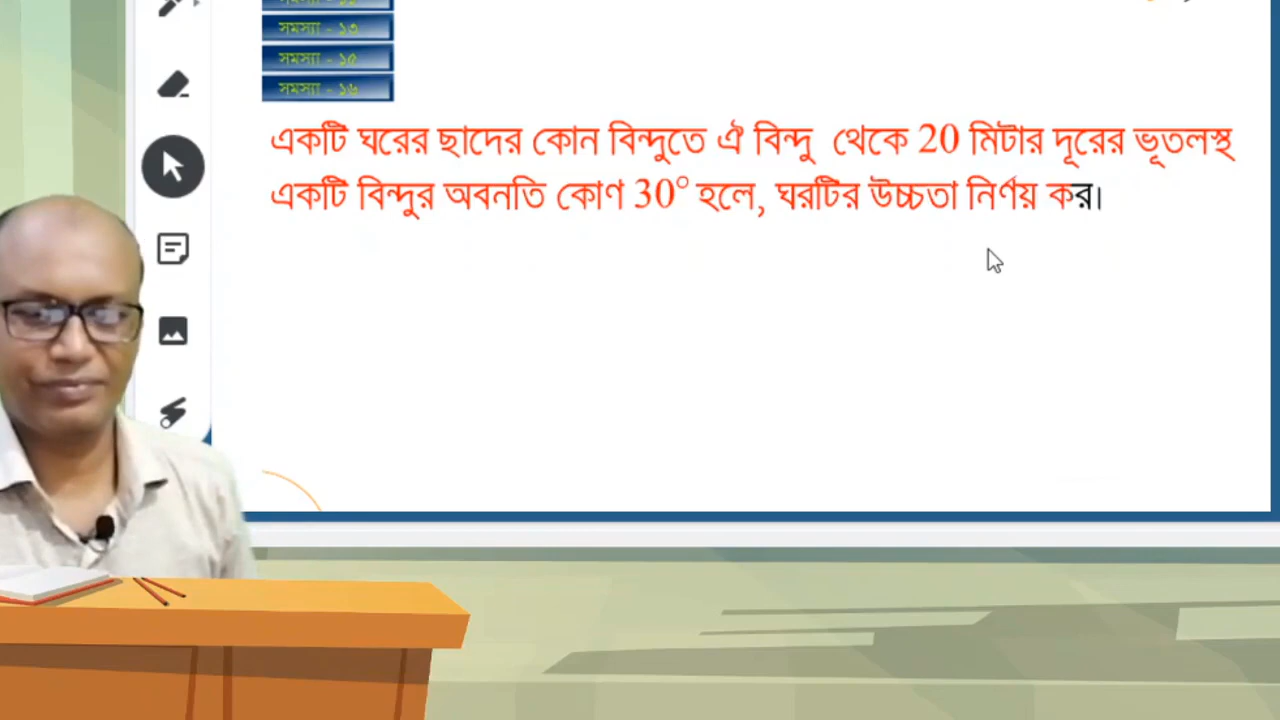 সমস্যা - ১৩
সমস্যা - ১৫
সমস্যা - ১৬
একটি ঘরের ছাদের কোন বিন্দুতে ঐ বিন্দু থেকে 20 মিটার দূরের ভূতলস্থ
একটি বিন্দুর অবনতি কোণ 30° হলে, ঘরটির উচ্চতা নির্ণয় কর।